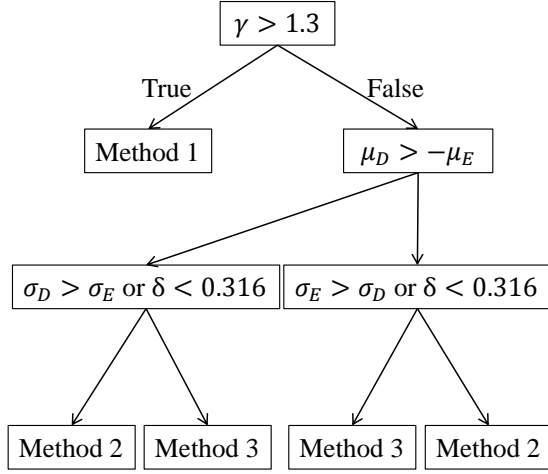 γ > 1.3
True
False
Method 1
μ_D > −μ_E
σ_D > σ_E or δ < 0.316
σ_E > σ_D or δ < 0.316
Method 2
Method 3
Method 3
Method 2